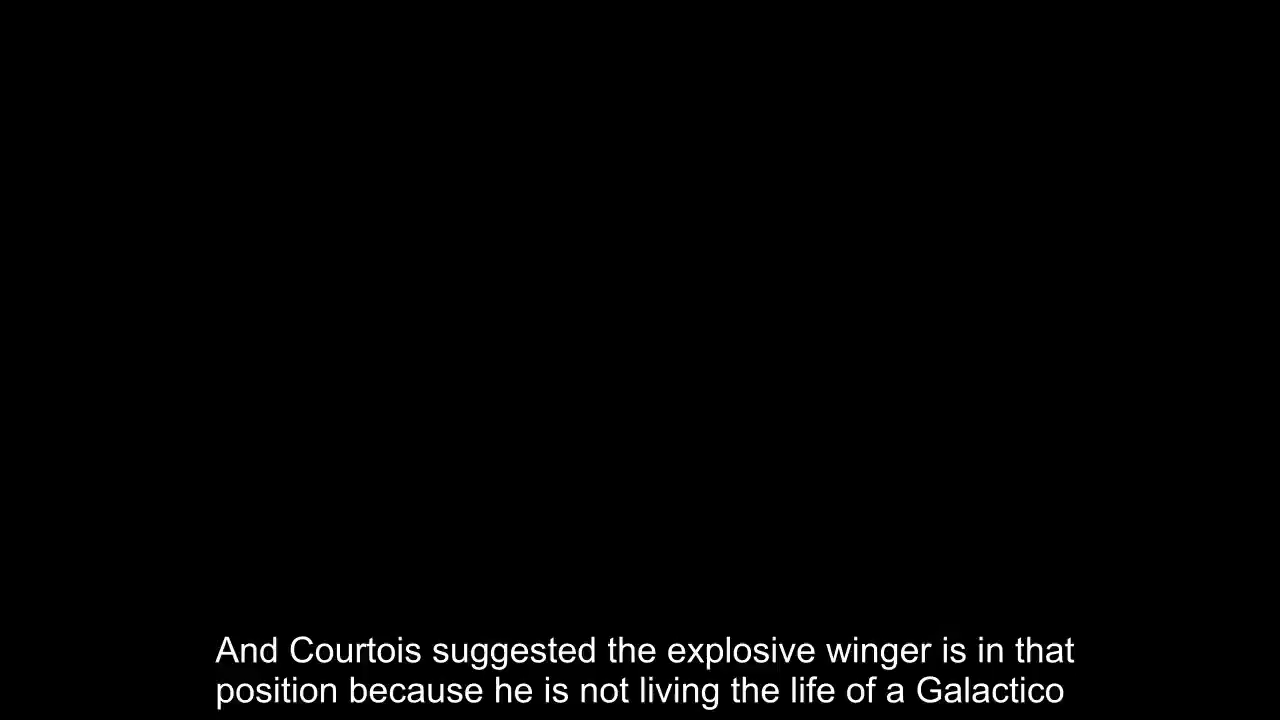 And Courtois suggested the explosive winger is in that
position because he is not living the life of a Galactico